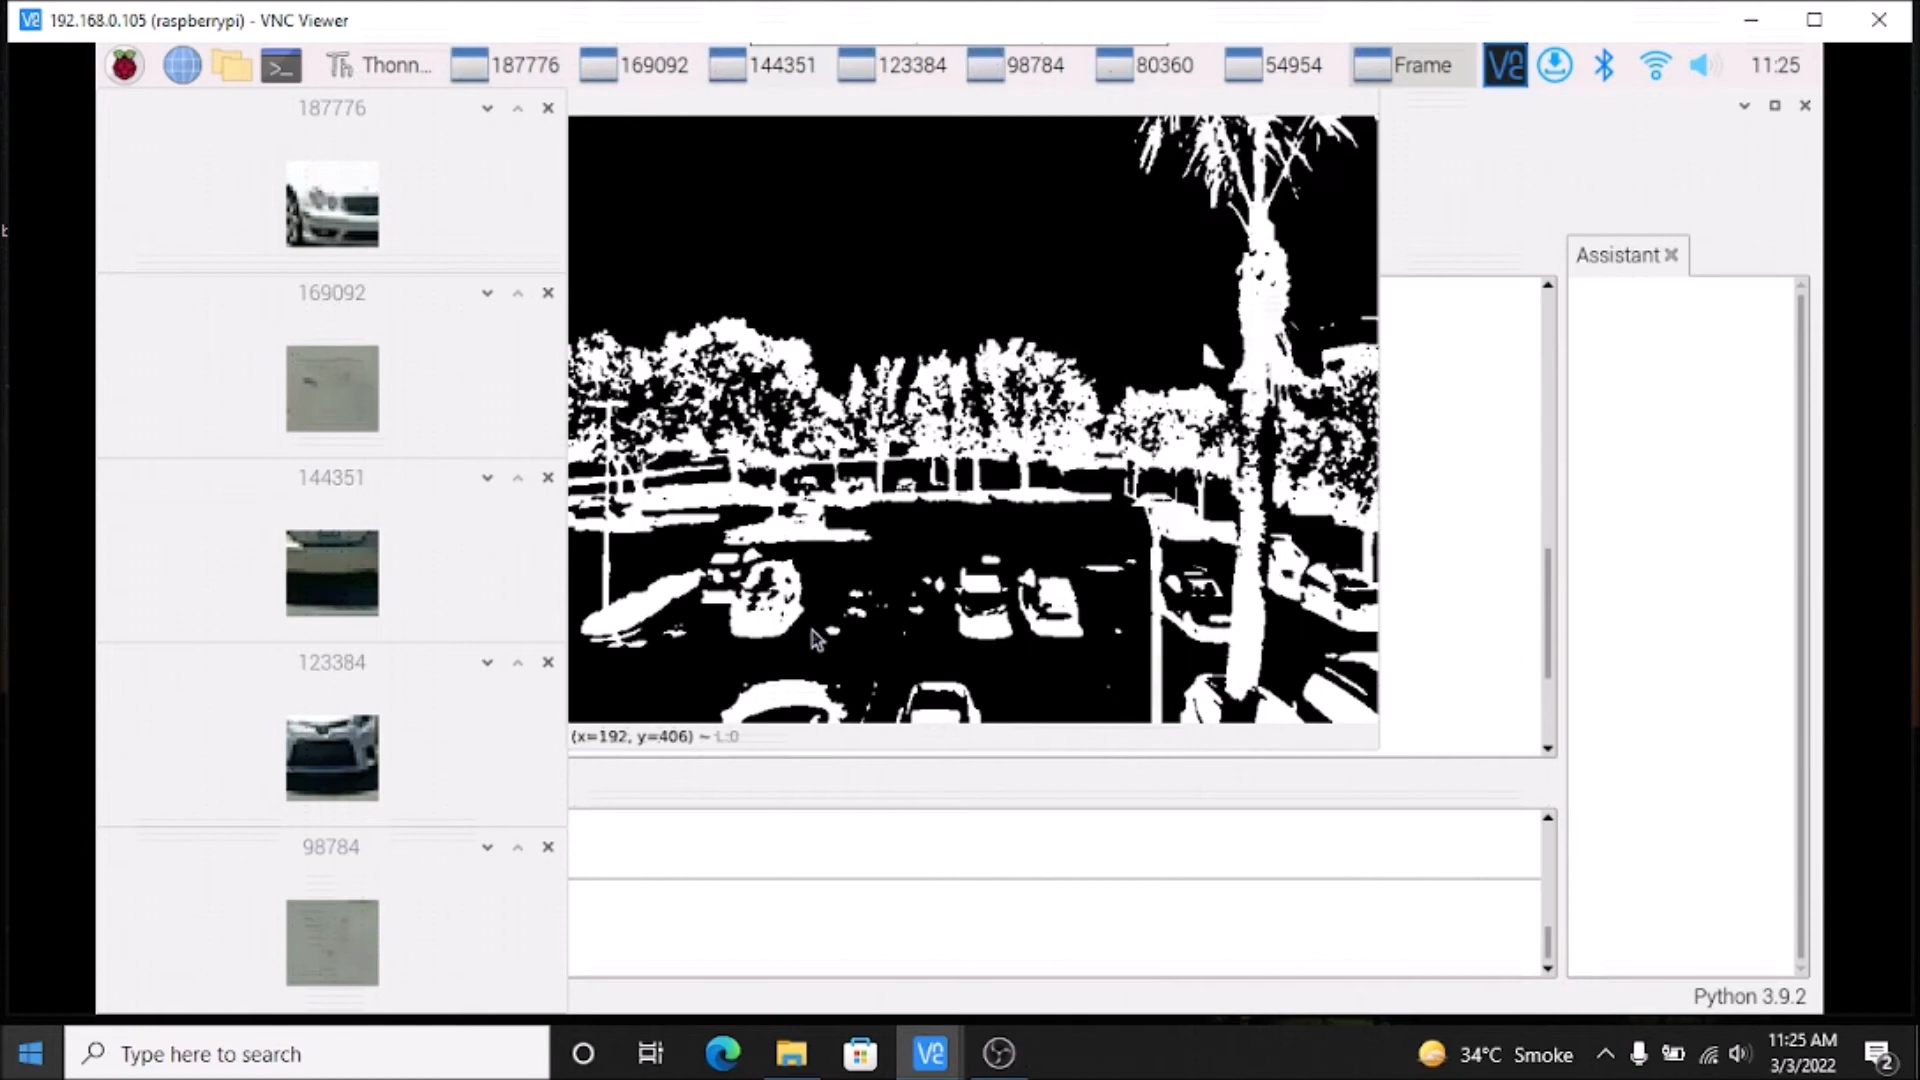 192.168.0.105 (raspberrypi) - VNC Viewer
Thonn... 187776 169092 144351 123384 98784 80360 54954 Frame 11:25
187776
169092
144351
123384
98784
(x=192, y=406) ~ L:0
Assistant
Python 3.9.2
Type here to search
34°C Smoke
11:25 AM
3/3/2022
2